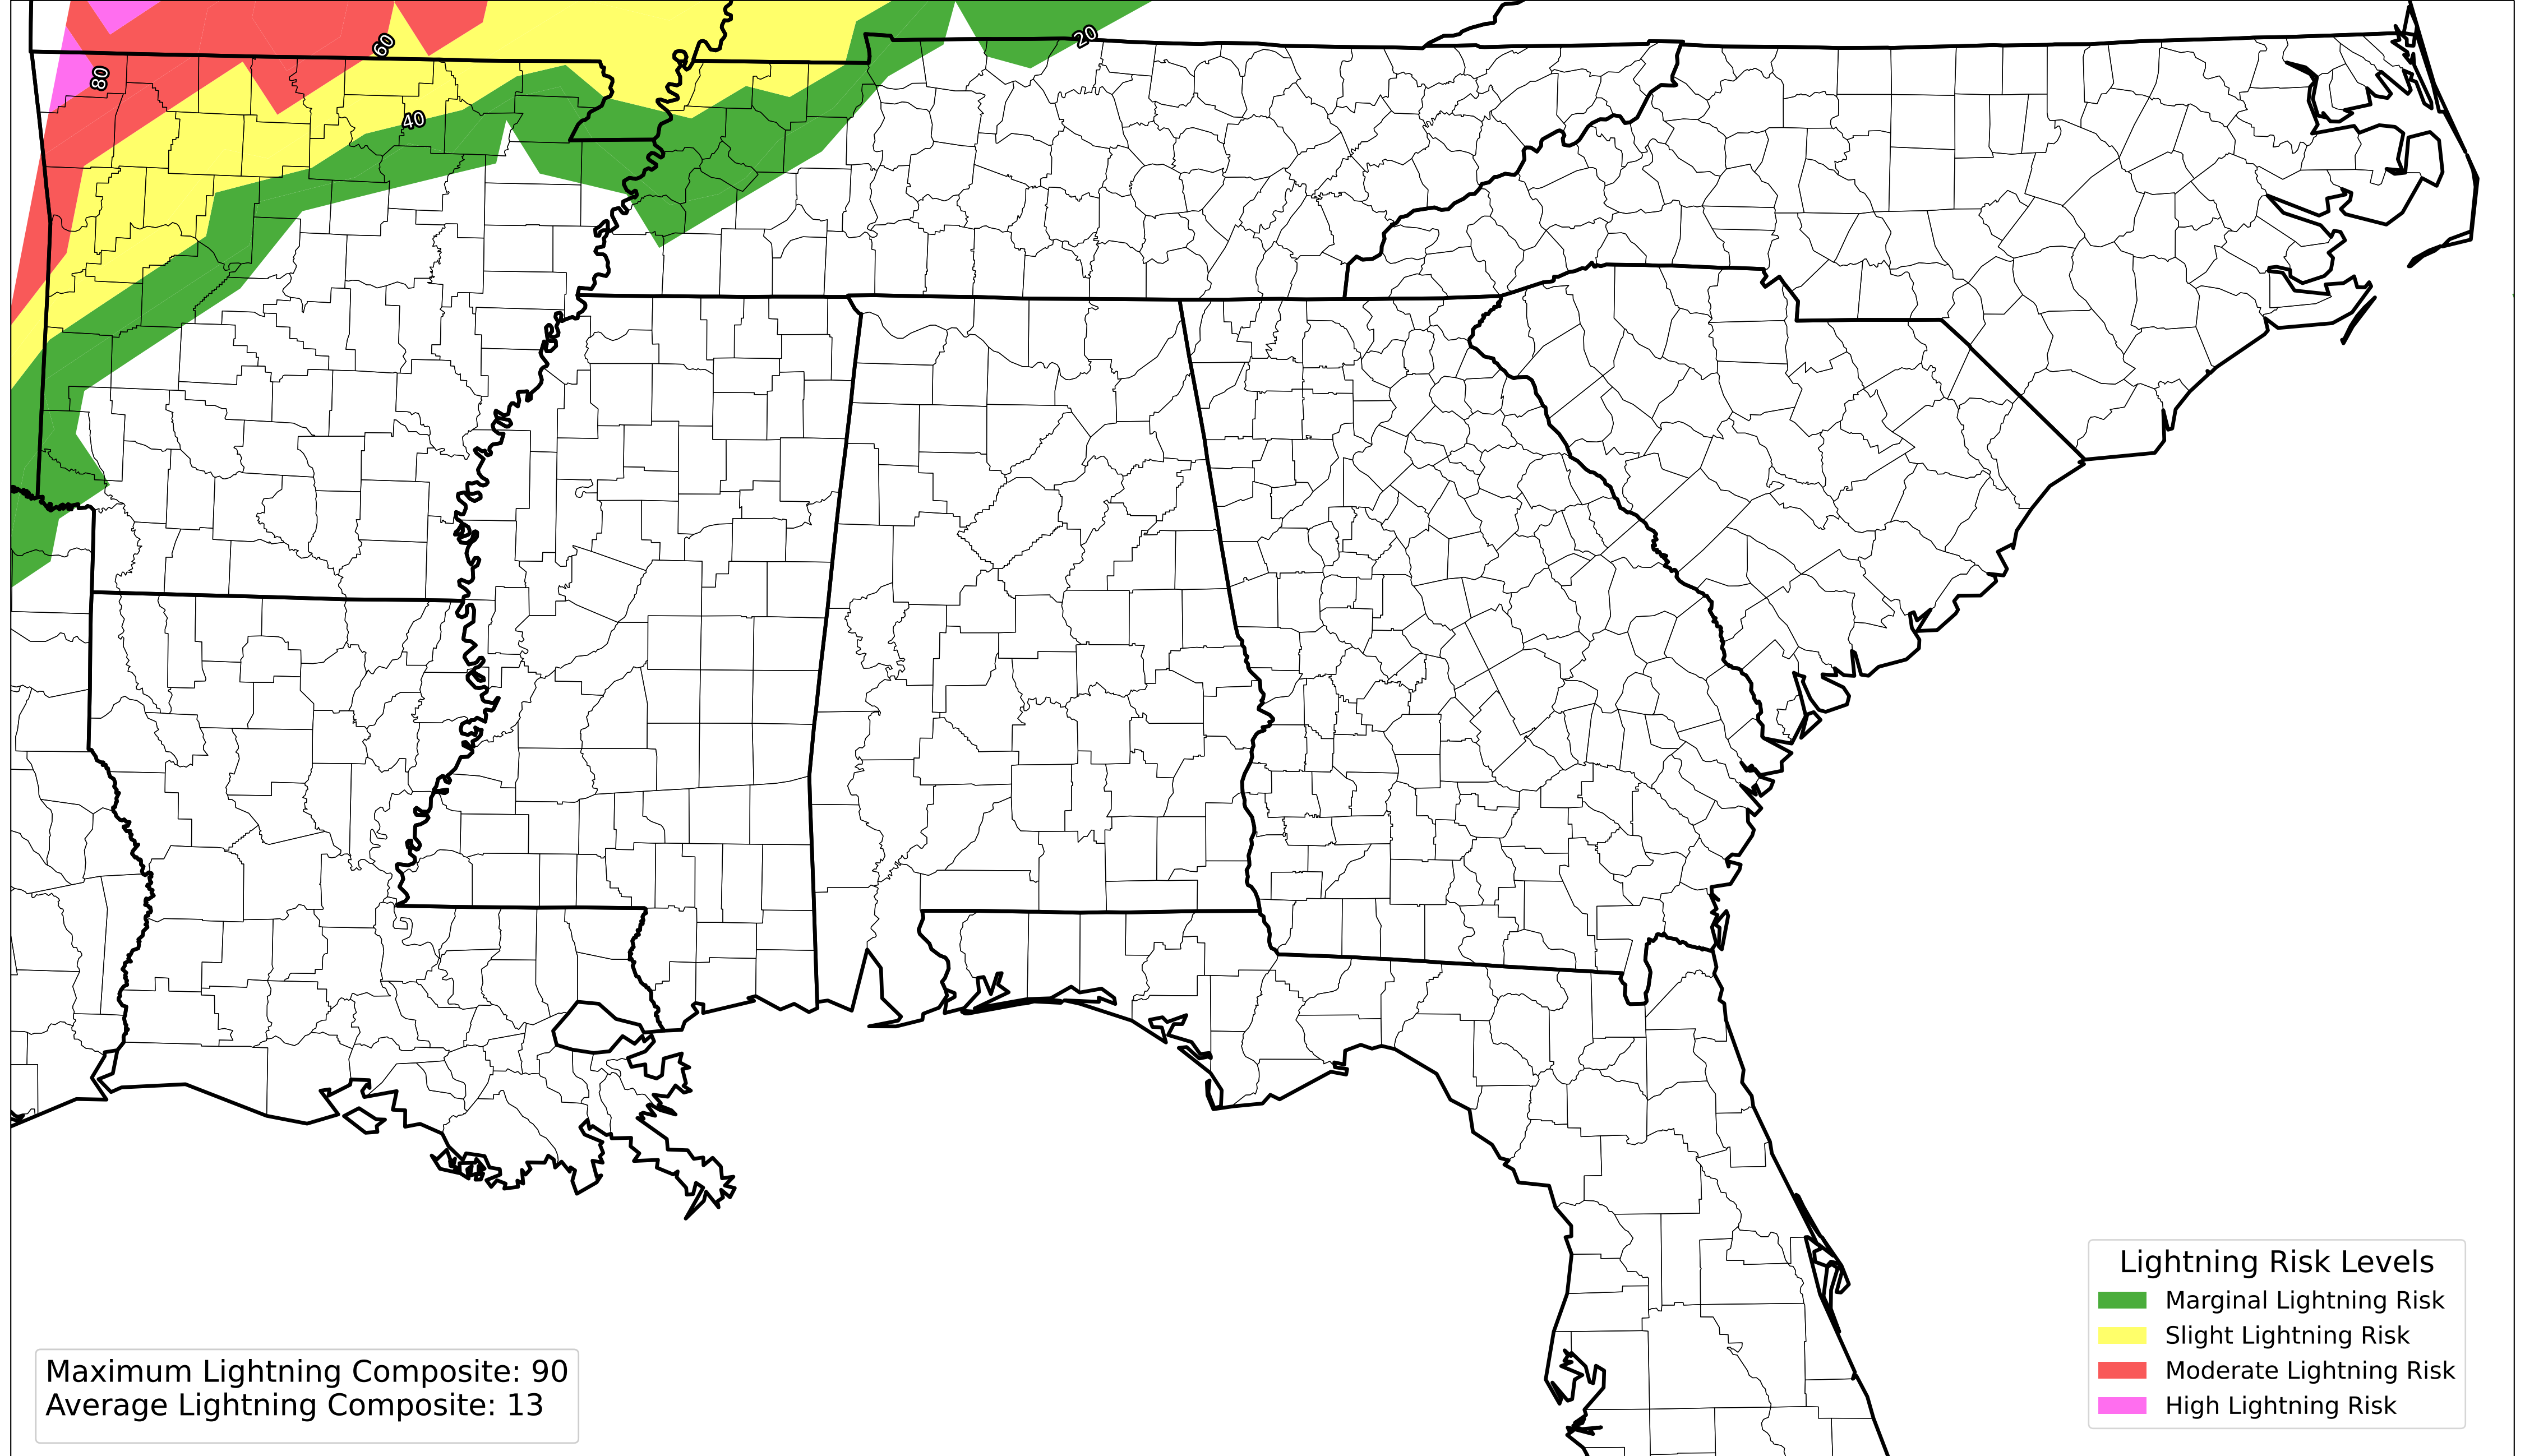 20
60
80
40
Lightning Risk Levels
Marginal Lightning Risk
Slight Lightning Risk
Moderate Lightning Risk
High Lightning Risk
Maximum Lightning Composite: 90
Average Lightning Composite: 13